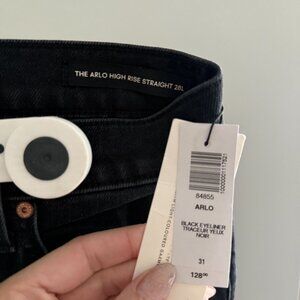 THE ARLO HIGH RISE STRAIGHT 28L
84855
ARLO
BLACK EYELINER
TRACEUR YEUX
NOIR
31
128.00